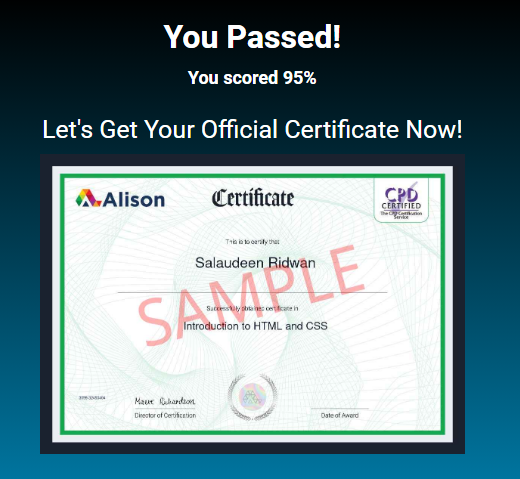 You Passed!
You scored 95%
Let's Get Your Official Certificate Now!
Alison
Certificate
CPD
CERTIFIED
The CPD Certification
Service
This is to certify that
Salaudeen Ridwan
SAMPLE
Successfully obtained certificate in
Introduction to HTML and CSS
Director of Certification
Date of Award